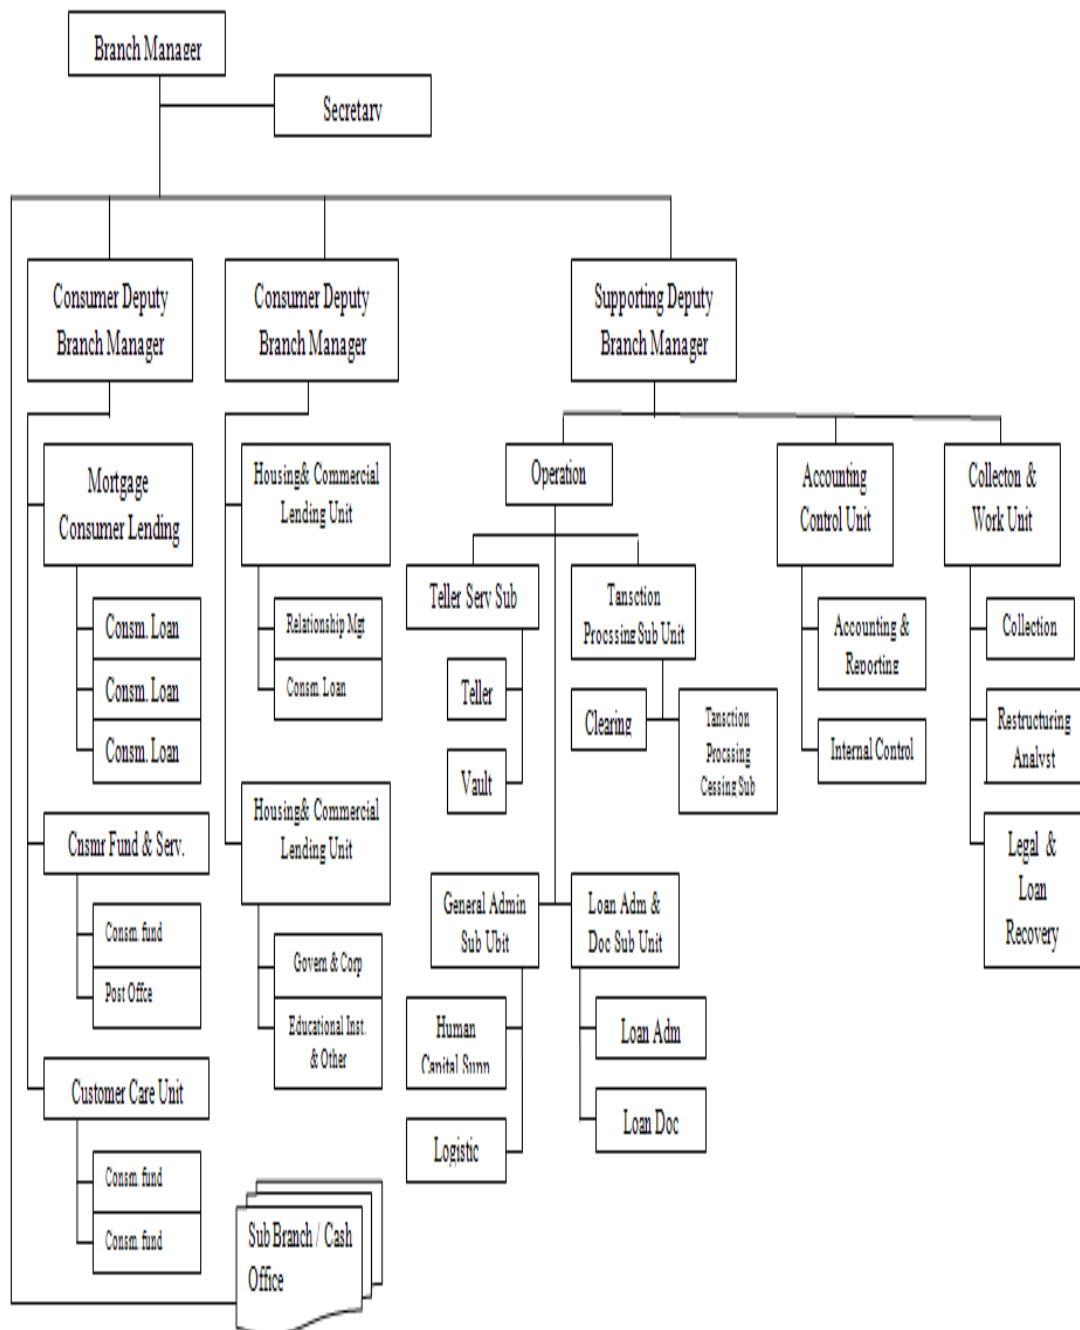 Branch Manager
Secretary
Consumer Deputy
Branch Manager
Consumer Deputy
Branch Manager
Supporting Deputy
Branch Manager
Mortgage
Consumer Lending
Consm. Loan
Consm. Loan
Consm. Loan
Cnsmr Fund & Serv.
Consm. fund
Post Offce
Customer Care Unit
Consm. fund
Consm. fund
Housing& Commercial
Lending Unit
Relationship Mgt
Consm. Loan
Housing& Commercial
Lending Unit
Govern & Corp
Educational Inst.
& Other
Sub Branch / Cash
Office
Operation
Teller Serv Sub
Teller
Vault
Tansction
Procssing Sub Unit
Clearing
Tansction
Procssing
Cessing Sub
General Admin
Sub Ubit
Human
Capital Supp
Logistic
Loan Adm &
Doc Sub Unit
Loan Adm
Loan Doc
Accounting
Control Unit
Accounting &
Reporting
Internal Control
Collecton &
Work Unit
Collection
Restructuring
Analyst
Legal &
Loan
Recovery